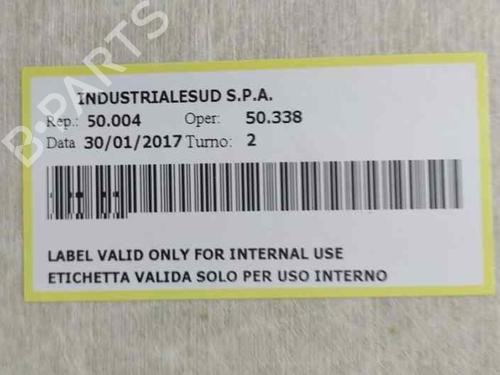 INDUSTRIALESUD S.P.A.
Rep.: 50.004 Oper: 50.338
Data 30/01/2017 Turno: 2
LABEL VALID ONLY FOR INTERNAL USE
ETICHETTA VALIDA SOLO PER USO INTERNO
B-PARTS